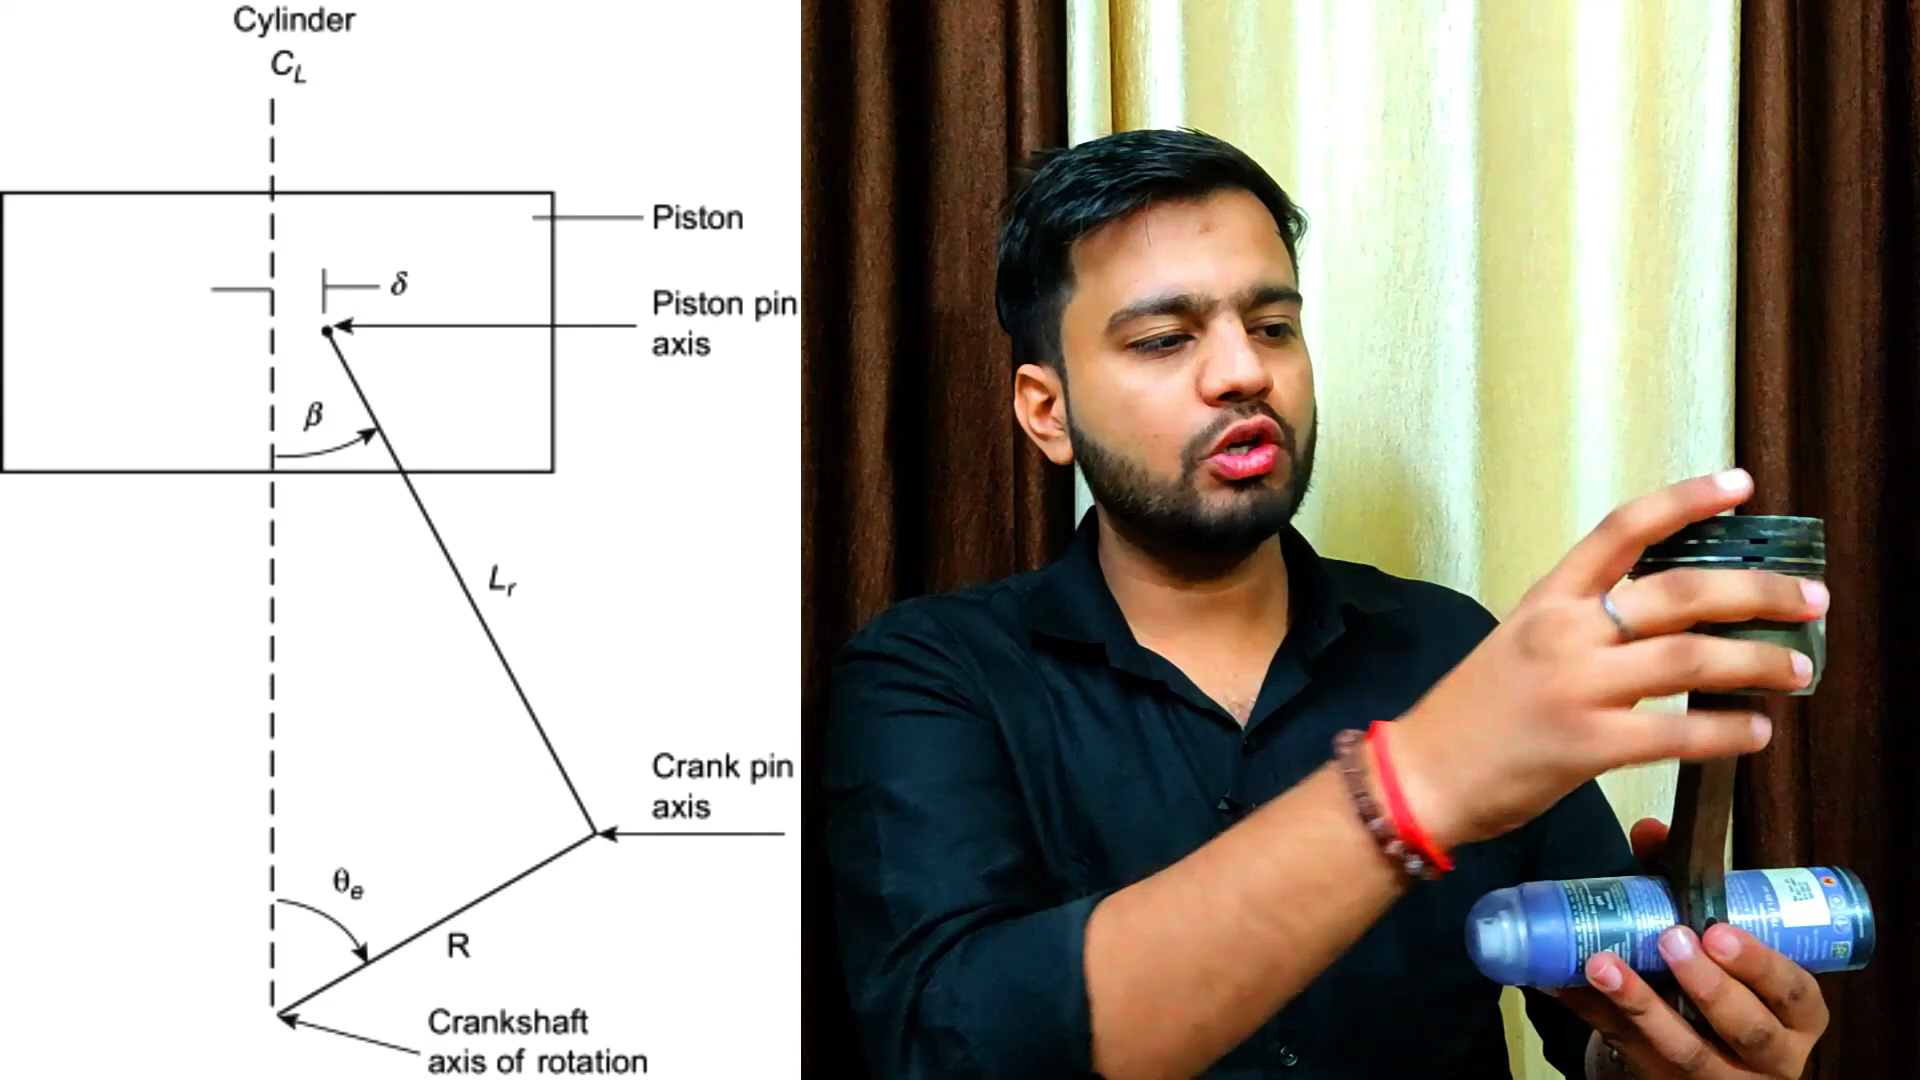 Cylinder
C_L
Piston
δ
Piston pin
axis
β
L_r
Crank pin
axis
θ_e
R
Crankshaft
axis of rotation